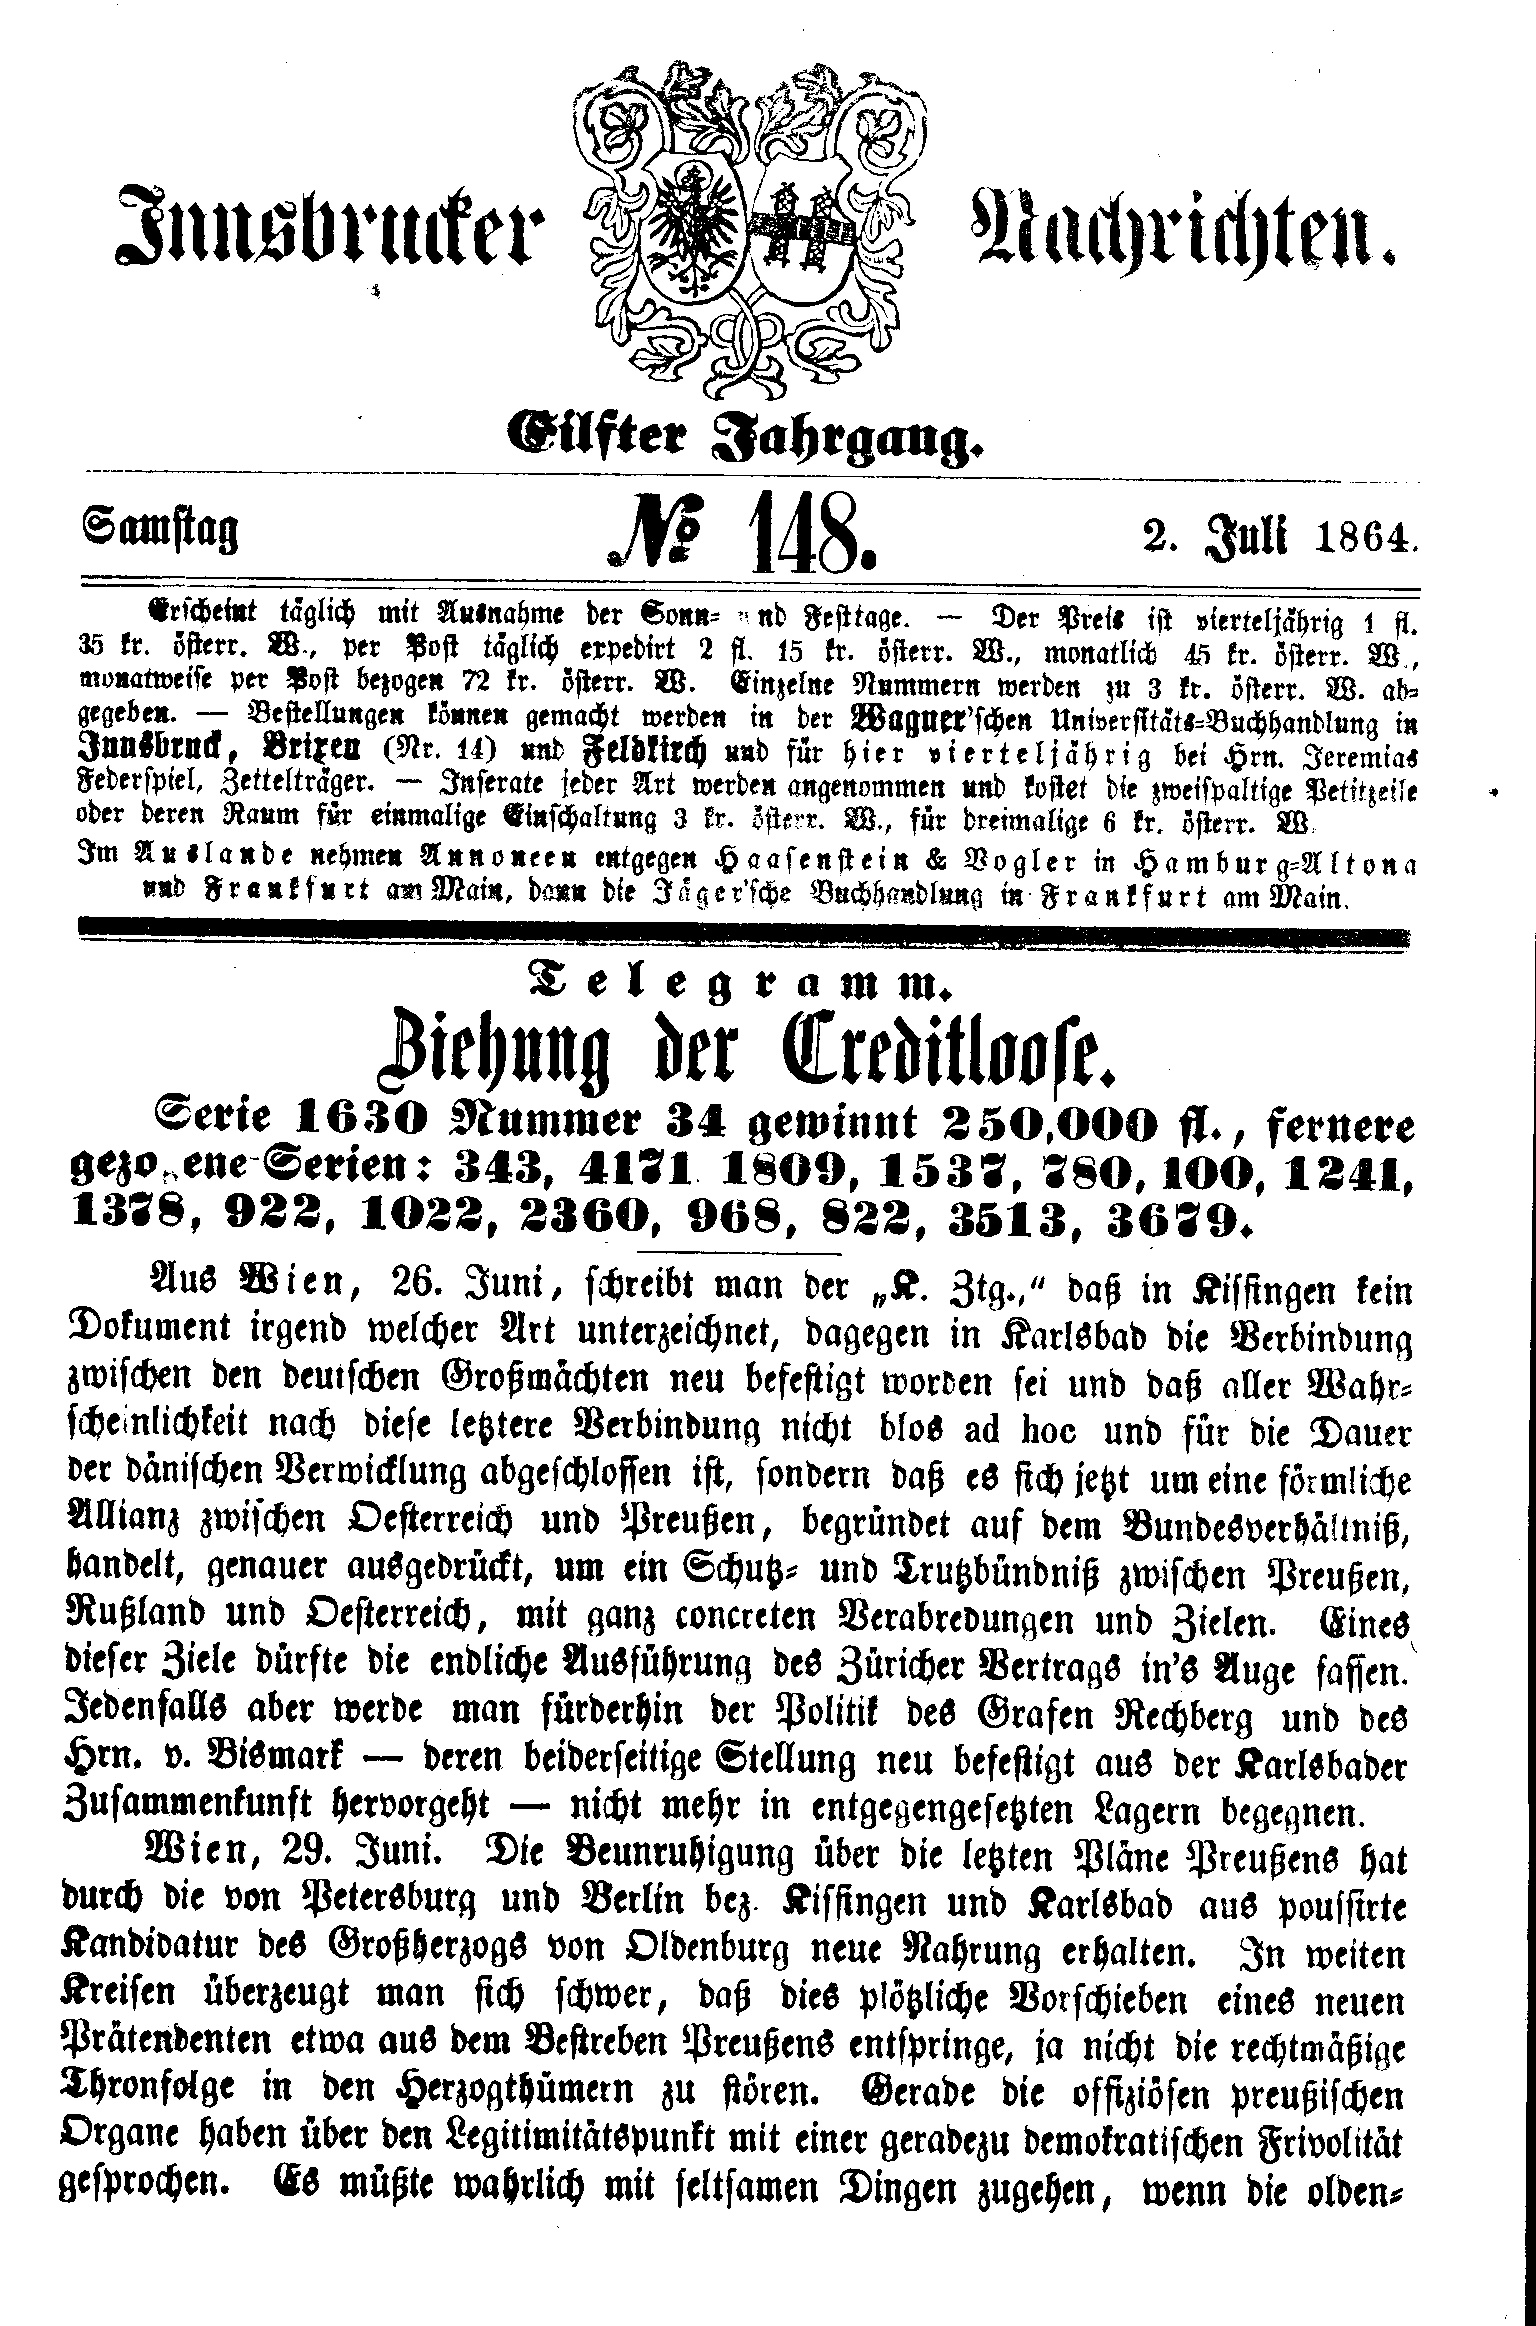 Innsbrucker Nachrichten.
Eilfter Jahrgang.
Samstag № 148. 2. Juli 1864.
Erscheint täglich mit Ausnahme der Sonn- und Festtage. — Der Preis ist vierteljährig 1 fl.
35 kr. österr. W., per Post täglich expedirt 2 fl. 15 kr. österr. W., monatlich 45 kr. österr. W.,
monatweise per Post bezogen 72 kr. österr. W. Einzelne Nummern werden zu 3 kr. österr. W. ab-
gegeben. — Bestellungen können gemacht werden in der Wagner'schen Universitäts-Buchhandlung in
Innsbruck, Brixen (Nr. 14) und Feldkirch und für hier vierteljährig bei Hrn. Jeremias
Federspiel, Zettelträger. — Inserate jeder Art werden angenommen und kostet die zweispaltige Petitzeile
oder deren Raum für einmalige Einschaltung 3 kr. österr. W., für dreimalige 6 kr. österr. W.
Im Auslande nehmen Annoncen entgegen Haasenstein & Vogler in Hamburg-Altona
und Frankfurt am Main, dann die Jäger'sche Buchhandlung in Frankfurt am Main.
Telegramm.
Ziehung der Creditloose.
Serie 1630 Nummer 34 gewinnt 250,000 fl., fernere
gezogene Serien: 343, 4171 1809, 1537, 780, 100, 1241,
1378, 922, 1022, 2360, 968, 822, 3513, 3679.
Aus Wien, 26. Juni, schreibt man der „K. Ztg.,“ daß in Kissingen kein
Dokument irgend welcher Art unterzeichnet, dagegen in Karlsbad die Verbindung
zwischen den deutschen Großmächten neu befestigt worden sei und daß aller Wahr-
scheinlichkeit nach diese letztere Verbindung nicht blos ad hoc und für die Dauer
der dänischen Verwicklung abgeschlossen ist, sondern daß es sich jetzt um eine förmliche
Allianz zwischen Oesterreich und Preußen, begründet auf dem Bundesverhältniß,
handelt, genauer ausgedrückt, um ein Schutz- und Trutzbündniß zwischen Preußen,
Rußland und Oesterreich, mit ganz concreten Verabredungen und Zielen. Eines
dieser Ziele dürfte die endliche Ausführung des Züricher Vertrags in's Auge fassen.
Jedenfalls aber werde man fürderhin der Politik des Grafen Rechberg und des
Hrn. v. Bismark — deren beiderseitige Stellung neu befestigt aus der Karlsbader
Zusammenkunft hervorgeht — nicht mehr in entgegengesetzten Lagern begegnen.
Wien, 29. Juni. Die Beunruhigung über die letzten Pläne Preußens hat
durch die von Petersburg und Berlin bez. Kissingen und Karlsbad aus poussirte
Kandidatur des Großherzogs von Oldenburg neue Nahrung erhalten. In weiten
Kreisen überzeugt man sich schwer, daß dies plötzliche Vorschieben eines neuen
Prätendenten etwa aus dem Bestreben Preußens entspringe, ja nicht die rechtmäßige
Thronfolge in den Herzogthümern zu stören. Gerade die offiziösen preußischen
Organe haben über den Legitimitätspunkt mit einer geradezu demokratischen Frivolität
gesprochen. Es müßte wahrlich mit seltsamen Dingen zugehen, wenn die olden-